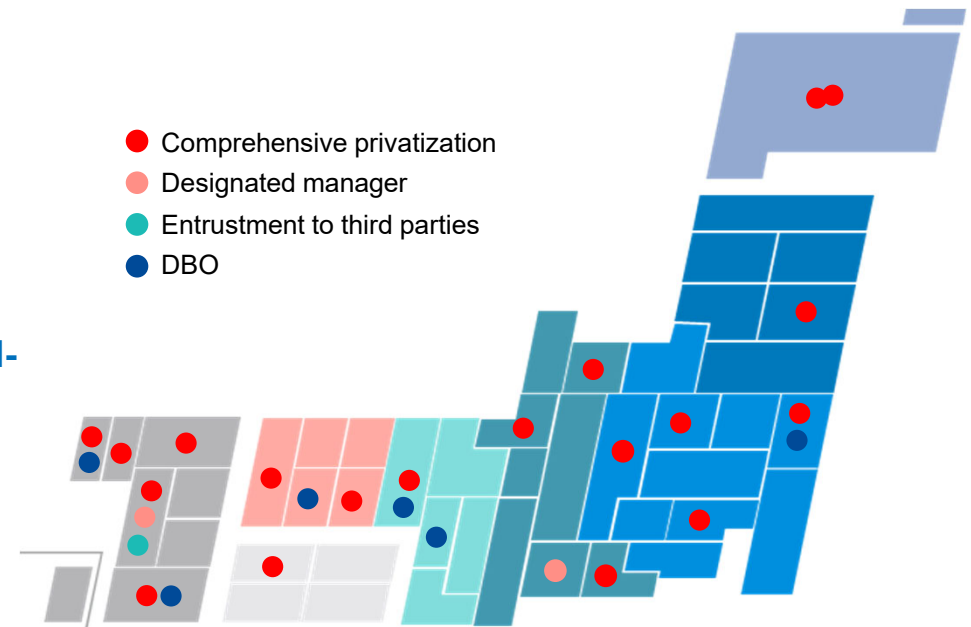 Comprehensive privatization
Designated manager
Entrustment to third parties
DBO